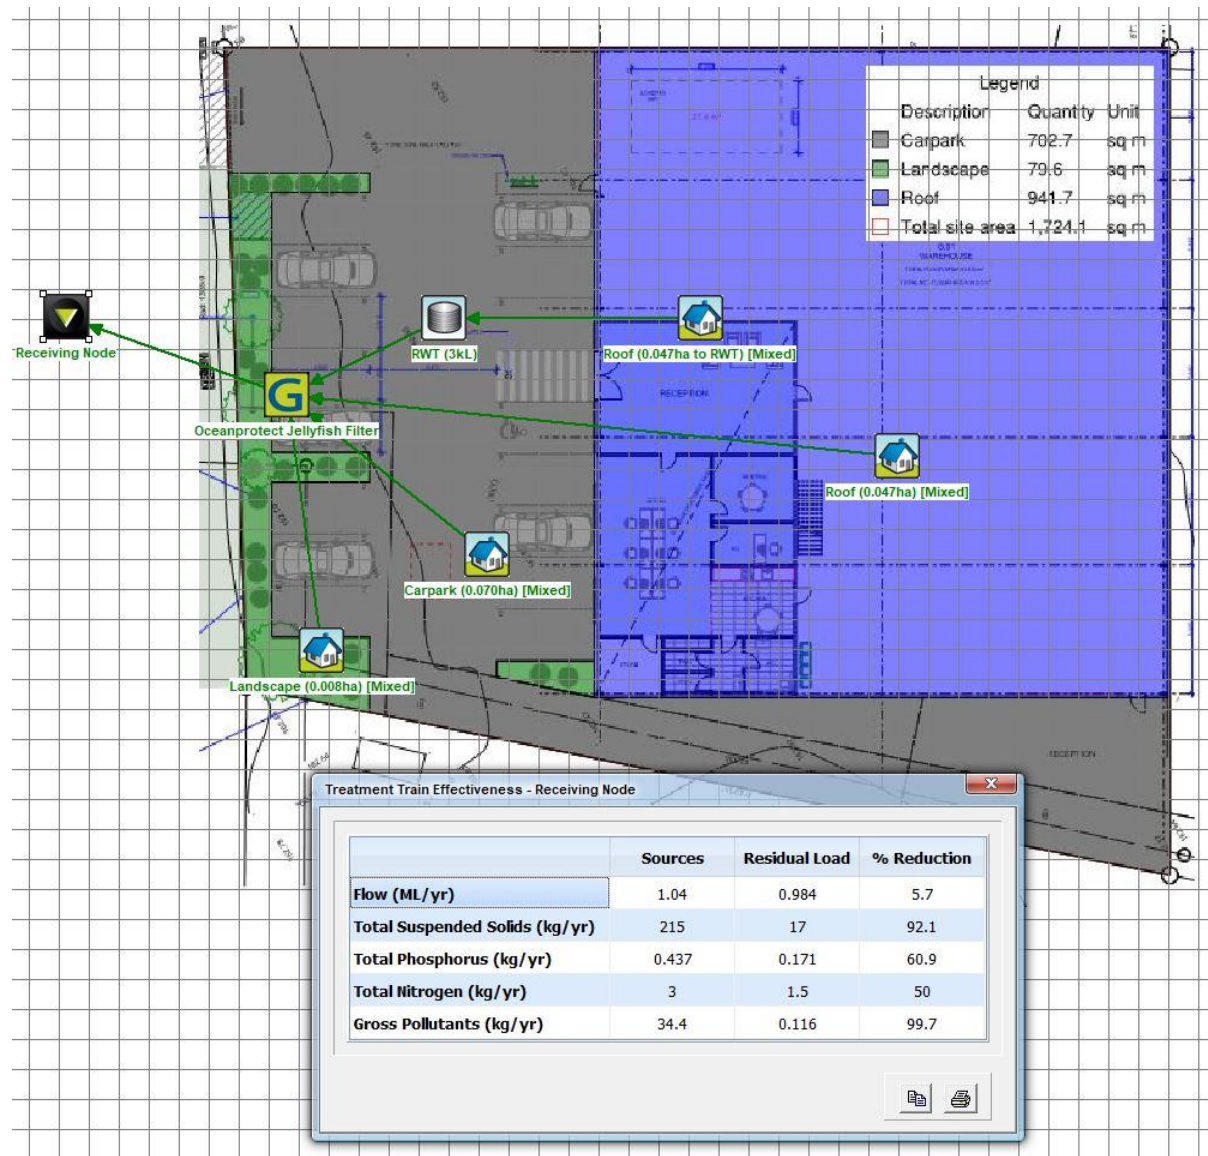 Legend
Description Quantity Unit
Carpark 702.7 sq m
Landscape 79.6 sq m
Roof 941.7 sq m
Total site area 1,724.1 sq m
WAREHOUSE
Receiving Node
RWT (3kL)
Roof (0.047ha to RWT) [Mixed]
RECEPTION
G
Oceanprotect Jellyfish Filter
Roof (0.047ha) [Mixed]
Carpark (0.070ha) [Mixed]
Landscape (0.008ha) [Mixed]
RECEPTION
Treatment Train Effectiveness - Receiving Node
Sources Residual Load % Reduction
Flow (ML/yr) 1.04 0.984 5.7
Total Suspended Solids (kg/yr) 215 17 92.1
Total Phosphorus (kg/yr) 0.437 0.171 60.9
Total Nitrogen (kg/yr) 3 1.5 50
Gross Pollutants (kg/yr) 34.4 0.116 99.7